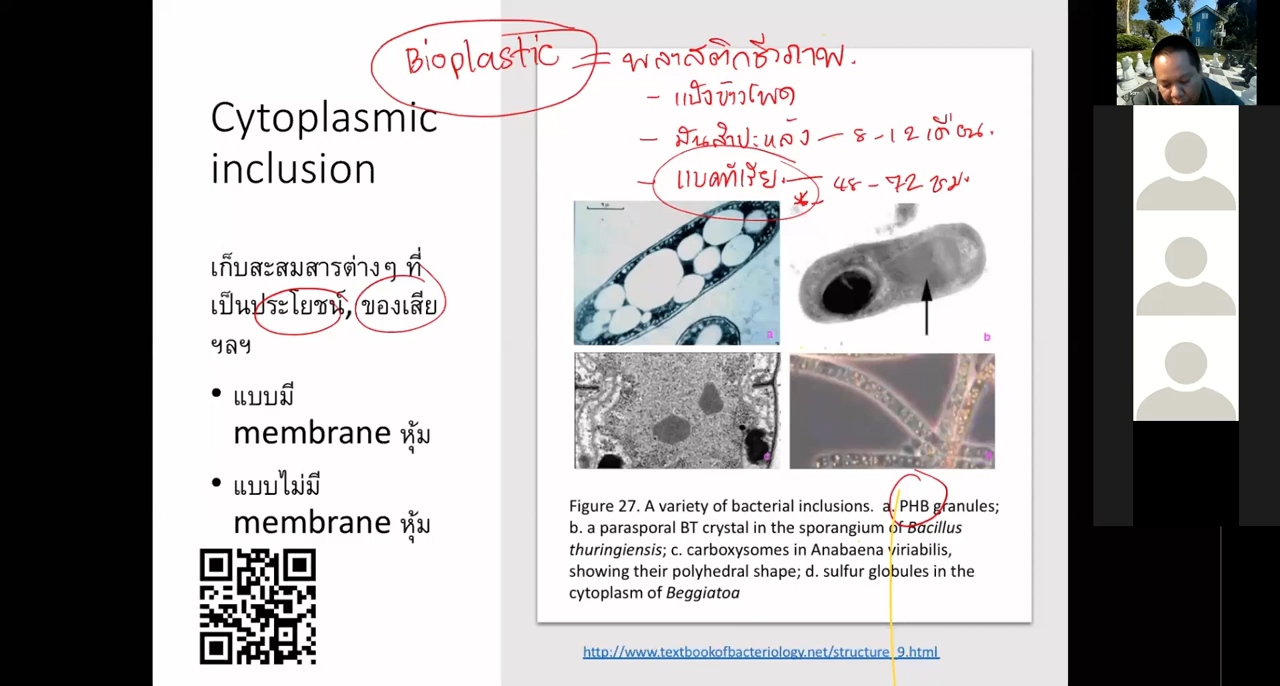 Bioplastic = พลาสติกชีวภาพ.
- แป้งข้าวโพด
- มันสำปะหลัง - 8-12 เดือน.
- แบคทีเรีย. - 48-72 ชม.
Cytoplasmic
inclusion
เก็บสะสมสารต่างๆ ที่
เป็นประโยชน์, ของเสีย
ฯลฯ
• แบบมี
membrane หุ้ม
• แบบไม่มี
membrane หุ้ม
a
b
Figure 27. A variety of bacterial inclusions. a. PHB granules;
b. a parasporal BT crystal in the sporangium of Bacillus
thuringiensis; c. carboxysomes in Anabaena viriabilis,
showing their polyhedral shape; d. sulfur globules in the
cytoplasm of Beggiatoa
http://www.textbookofbacteriology.net/structure_9.html